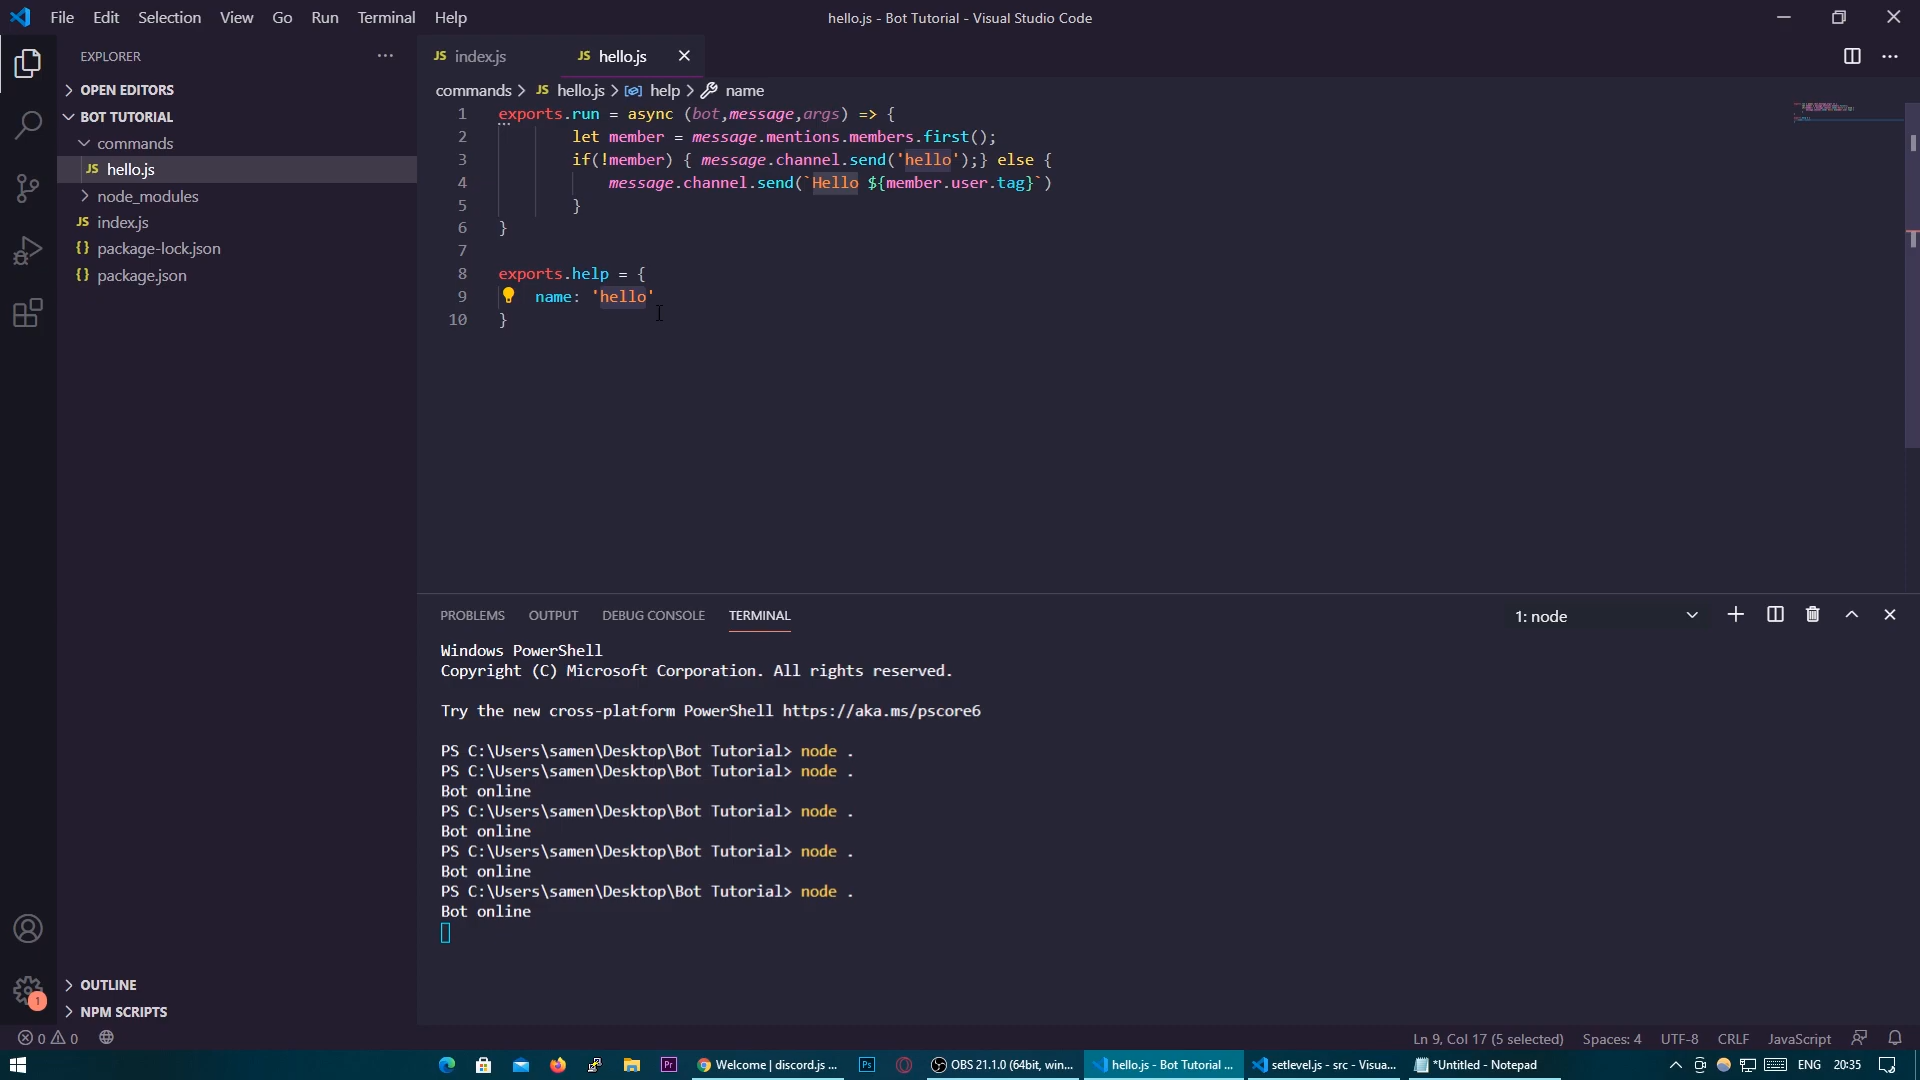 File Edit Selection View Go Run Terminal Help
hello.js - Bot Tutorial - Visual Studio Code
EXPLORER
OPEN EDITORS
BOT TUTORIAL
commands
JS hello.js
node_modules
JS index.js
{} package-lock.json
{} package.json
OUTLINE
NPM SCRIPTS
1
JS index.js
JS hello.js
commands > JS hello.js > help > name
1 exports.run = async (bot,message,args) => {
2 let member = message.mentions.members.first();
3 if(!member) { message.channel.send('hello');} else {
4 message.channel.send(`Hello ${member.user.tag}`)
5 }
6 }
7
8 exports.help = {
9 name: 'hello'
10 }
PROBLEMS OUTPUT DEBUG CONSOLE TERMINAL
1: node
Windows PowerShell
Copyright (C) Microsoft Corporation. All rights reserved.
Try the new cross-platform PowerShell https://aka.ms/pscore6
PS C:\Users\samen\Desktop\Bot Tutorial> node .
PS C:\Users\samen\Desktop\Bot Tutorial> node .
Bot online
PS C:\Users\samen\Desktop\Bot Tutorial> node .
Bot online
PS C:\Users\samen\Desktop\Bot Tutorial> node .
Bot online
PS C:\Users\samen\Desktop\Bot Tutorial> node .
Bot online
0 0
Ln 9, Col 17 (5 selected) Spaces: 4 UTF-8 CRLF JavaScript
Pr
Welcome | discord.js ...
Ps
OBS 21.1.0 (64bit, win...
hello.js - Bot Tutorial ...
setlevel.js - src - Visua...
*Untitled - Notepad
ENG 20:35